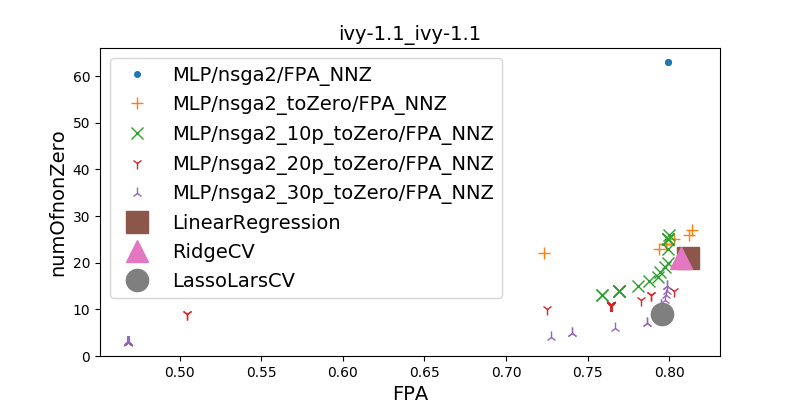 ivy-1.1_ivy-1.1
numOfnonZero
60
50
40
30
20
10
0
MLP/nsga2/FPA_NNZ
MLP/nsga2_toZero/FPA_NNZ
MLP/nsga2_10p_toZero/FPA_NNZ
MLP/nsga2_20p_toZero/FPA_NNZ
MLP/nsga2_30p_toZero/FPA_NNZ
LinearRegression
RidgeCV
LassoLarsCV
0.50 0.55 0.60 0.65 0.70 0.75 0.80
FPA